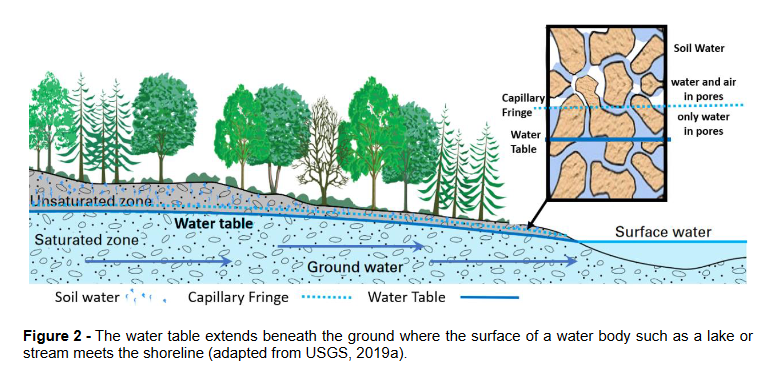 Soil Water
water and air
in pores
Capillary
Fringe
only water
in pores
Water
Table
Unsaturated zone
Water table
Surface water
Saturated zone
Ground water
Soil water
Capillary Fringe
Water Table
Figure 2 - The water table extends beneath the ground where the surface of a water body such as a lake or
stream meets the shoreline (adapted from USGS, 2019a).